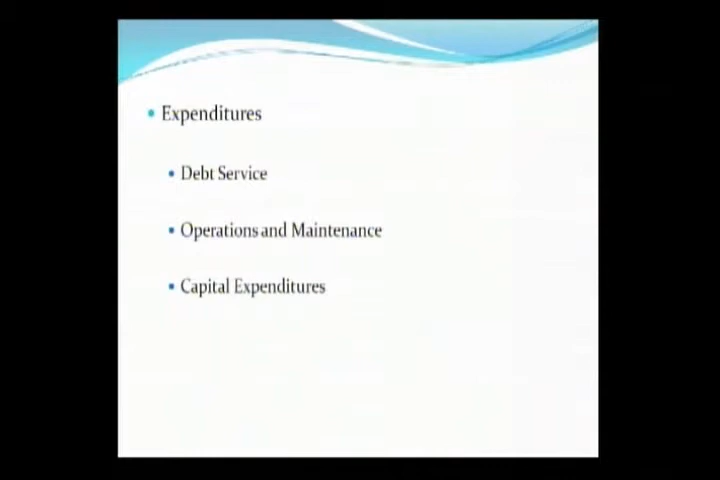 Expenditures
Debt Service
Operations and Maintenance
Capital Expenditures